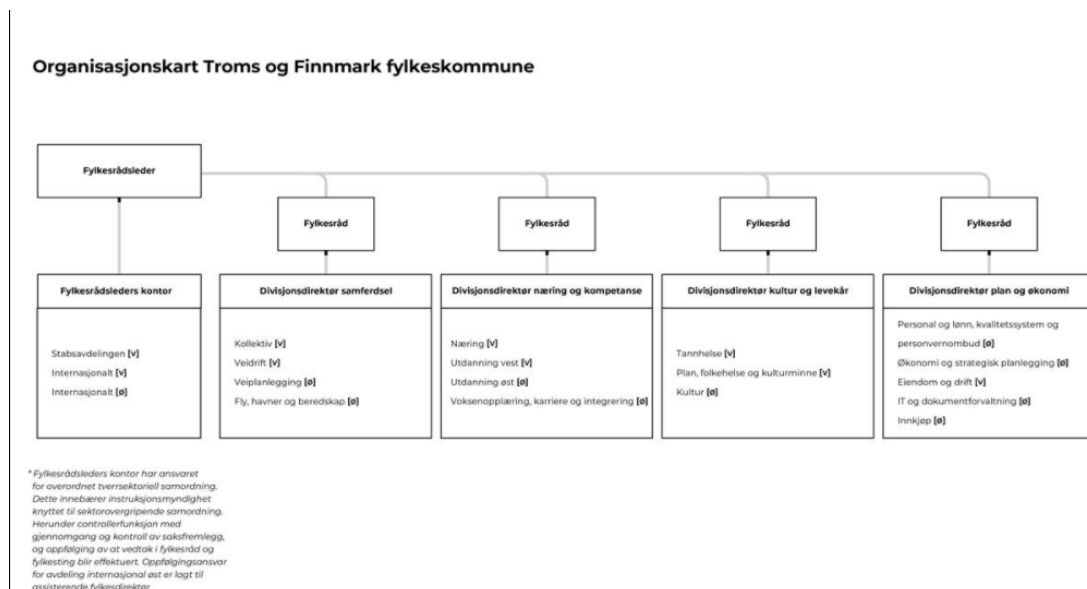 Organisasjonskart Troms og Finnmark fylkeskommune
Fylkesrådsleder
Fylkesråd
Fylkesråd
Fylkesråd
Fylkesråd
Fylkesrådsleders kontor
Stabsavdelingen [v]
Internasjonalt [v]
Internasjonalt [ø]
Divisjonsdirektør samferdsel
Kollektiv [v]
Veidrift [v]
Veiplanlegging [ø]
Fly, havner og beredskap [ø]
Divisjonsdirektør næring og kompetanse
Næring [v]
Utdanning vest [v]
Utdanning øst [ø]
Voksenopplæring, karriere og integrering [ø]
Divisjonsdirektør kultur og levekår
Tannhelse [v]
Plan, folkehelse og kulturminne [v]
Kultur [ø]
Divisjonsdirektør plan og økonomi
Personal og lønn, kvalitetssystem og
personvernombud [ø]
Økonomi og strategisk planlegging [ø]
Eiendom og drift [v]
IT og dokumentforvaltning [ø]
Innkjøp [ø]
* Fylkesrådsleders kontor har ansvaret
for overordnet tverrsektoriell samordning.
Dette innebærer instruksjonsmyndighet
knyttet til sektorovergripende samordning.
Herunder controllerfunksjon med
gjennomgang og kontroll av saksfremlegg,
og oppfølging av at vedtak i fylkesråd og
fylkesting blir effektuert. Oppfølgingsansvar
for avdeling internasjonal øst er lagt til
assisterende fylkesdirektør.